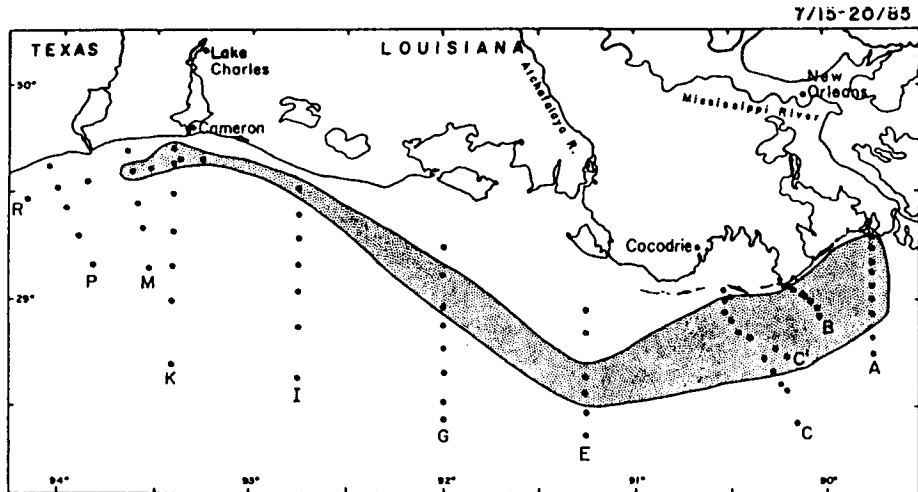 7/15-20/85
TEXAS
LOUISIANA
Lake
Charles
30°
Cameron
Atchafalaya R.
New
Orleans
Mississippi River
R
P
M
Cocodrie
29°
K
I
G
E
B
C'
A
C
94°
93°
92°
91°
90°